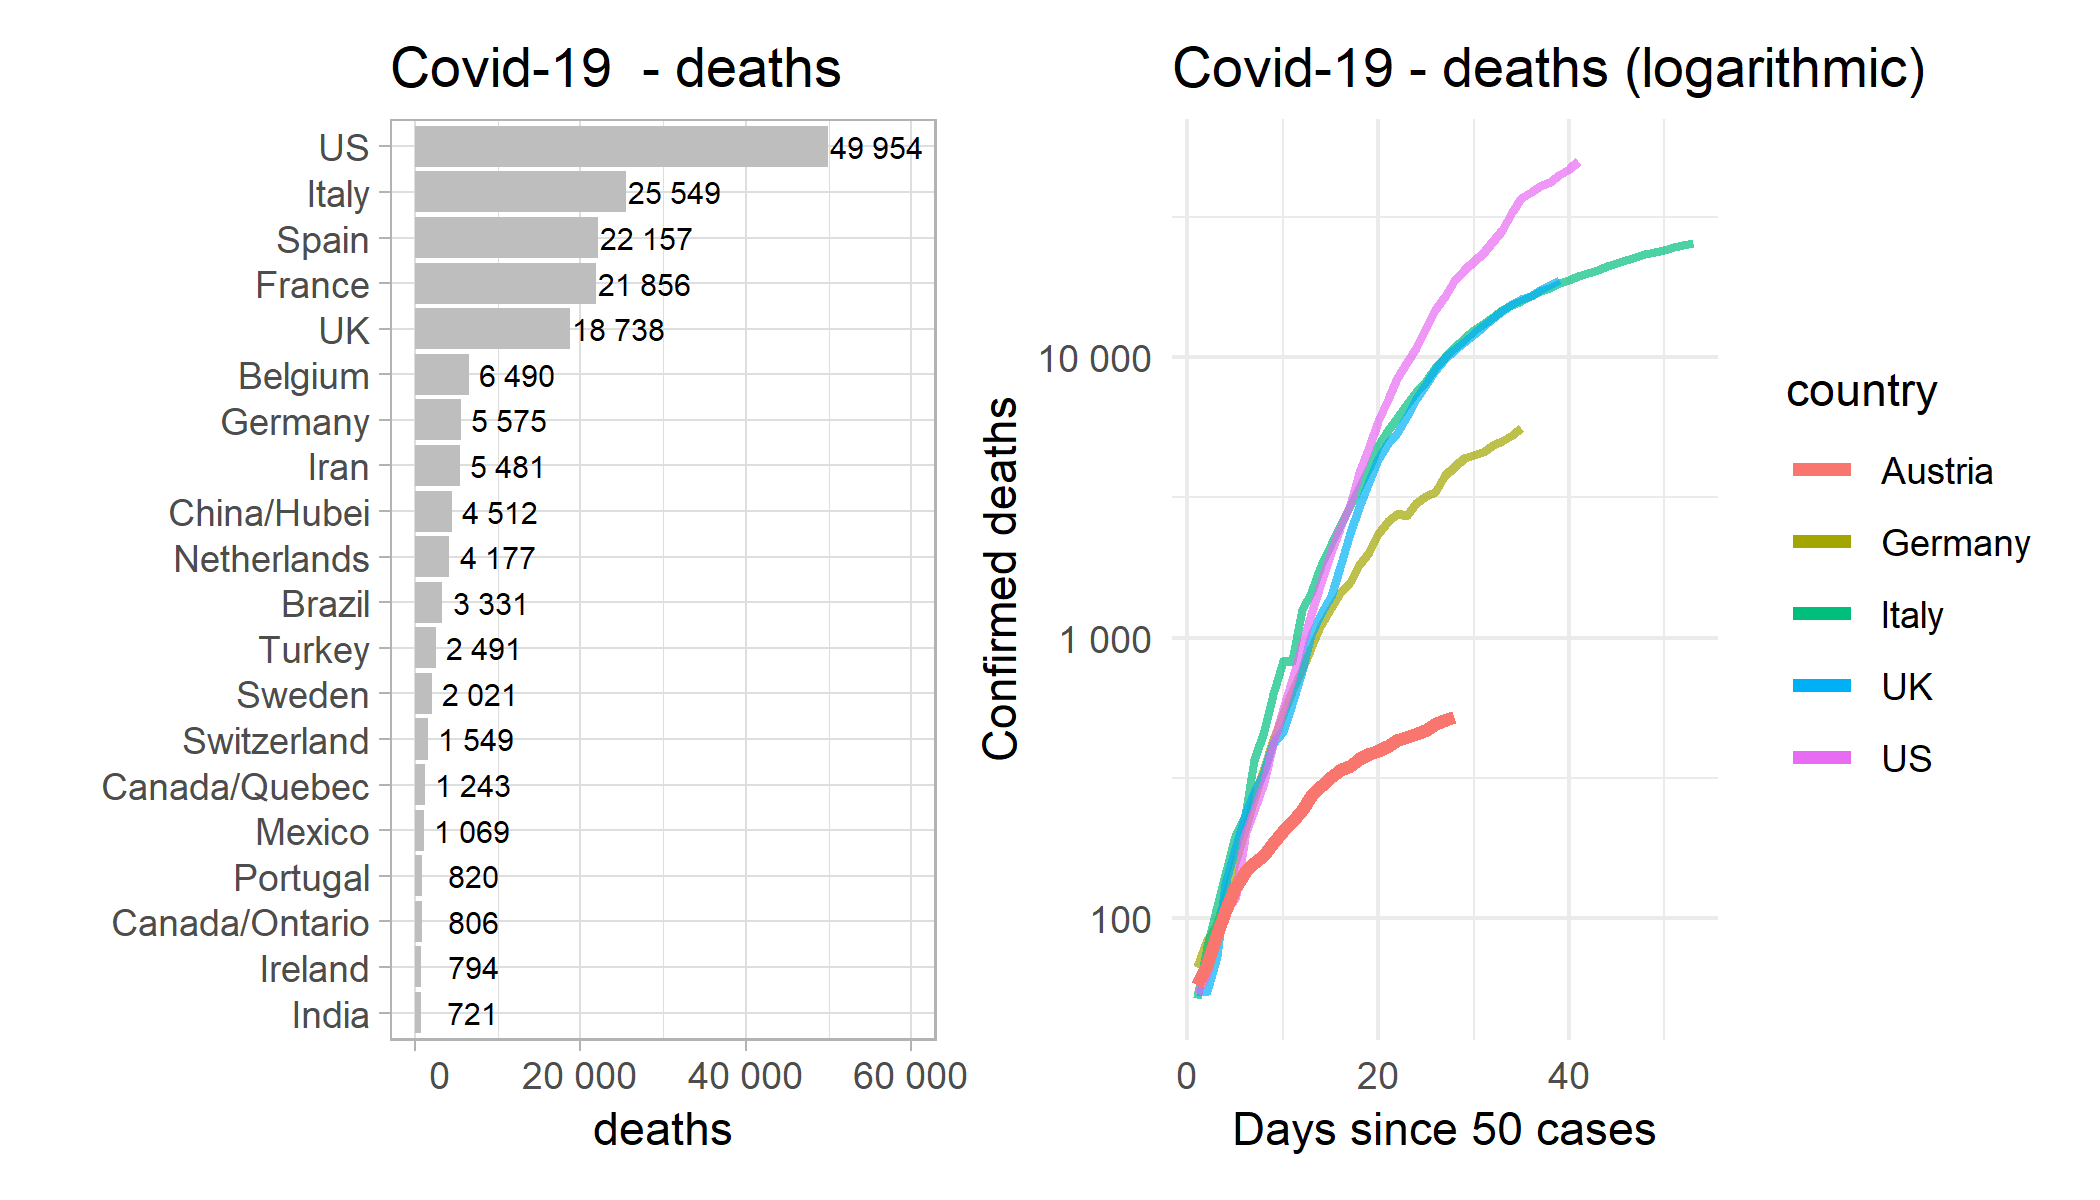 Covid-19  - deaths
US 49 954
Italy 25 549
Spain 22 157
France 21 856
UK 18 738
Belgium 6 490
Germany 5 575
Iran 5 481
China/Hubei 4 512
Netherlands 4 177
Brazil 3 331
Turkey 2 491
Sweden 2 021
Switzerland 1 549
Canada/Quebec 1 243
Mexico 1 069
Portugal 820
Canada/Ontario 806
Ireland 794
India 721
0 20 000 40 000 60 000
deaths
Covid-19 - deaths (logarithmic)
Confirmed deaths
10 000
1 000
100
0 20 40
Days since 50 cases
country
Austria
Germany
Italy
UK
US